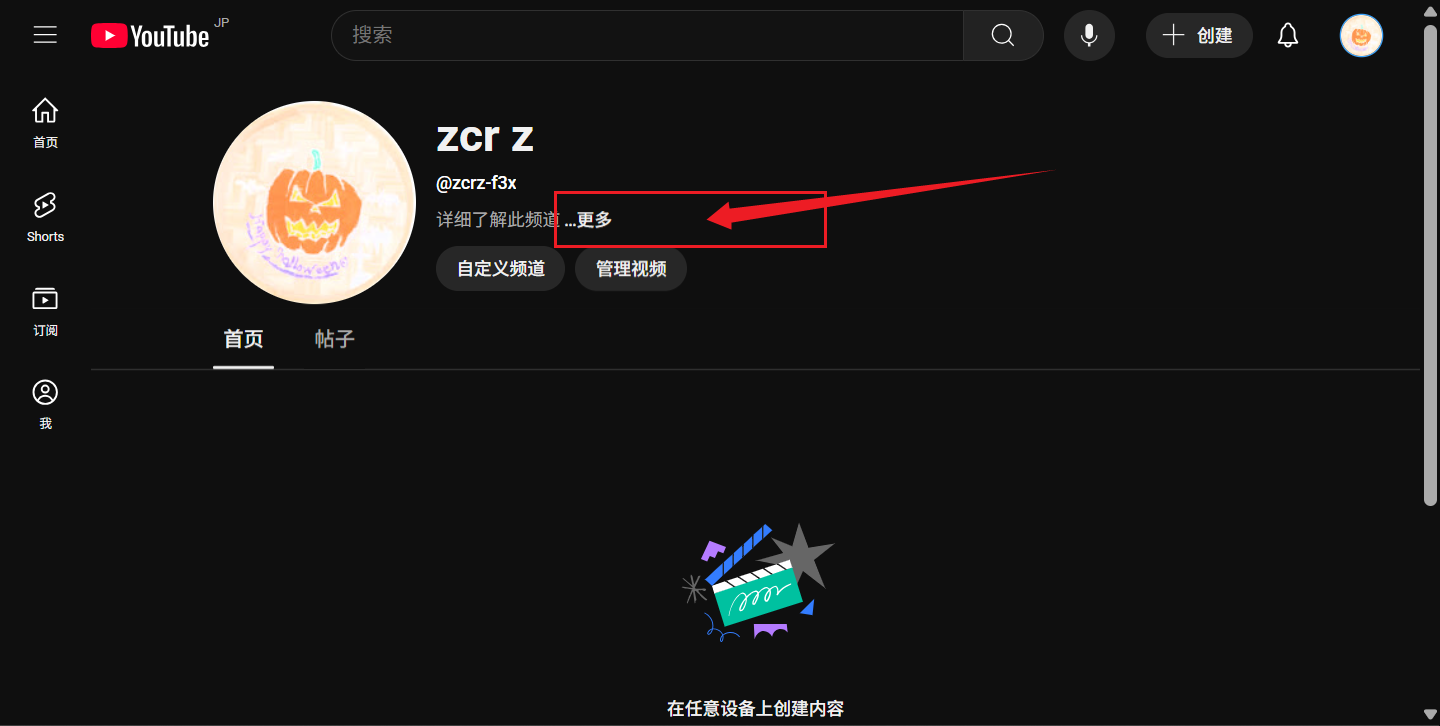 YouTube JP
搜索
创建
首页
Shorts
订阅
我
Happy Halloween
zcr z
@zcrz-f3x
详细了解此频道 ...更多
自定义频道 管理视频
首页 帖子
在任意设备上创建内容